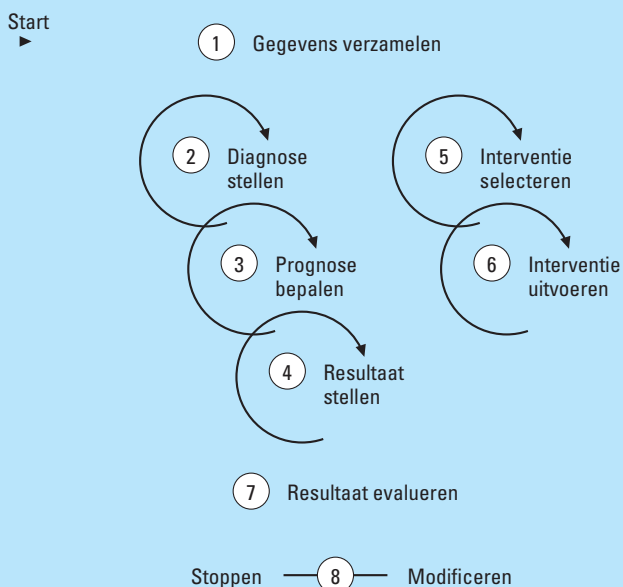 Start
1 Gegevens verzamelen
2 Diagnose
stellen
3 Prognose
bepalen
4 Resultaat
stellen
5 Interventie
selecteren
6 Interventie
uitvoeren
7 Resultaat evalueren
Stoppen 8 Modificeren